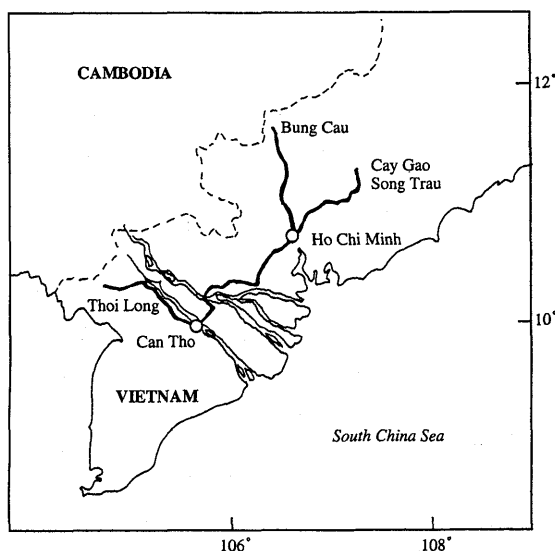 CAMBODIA
12°
Bung Cau
Cay Gao
Song Trau
Ho Chi Minh
Thoi Long
10°
Can Tho
VIETNAM
South China Sea
106°
108°